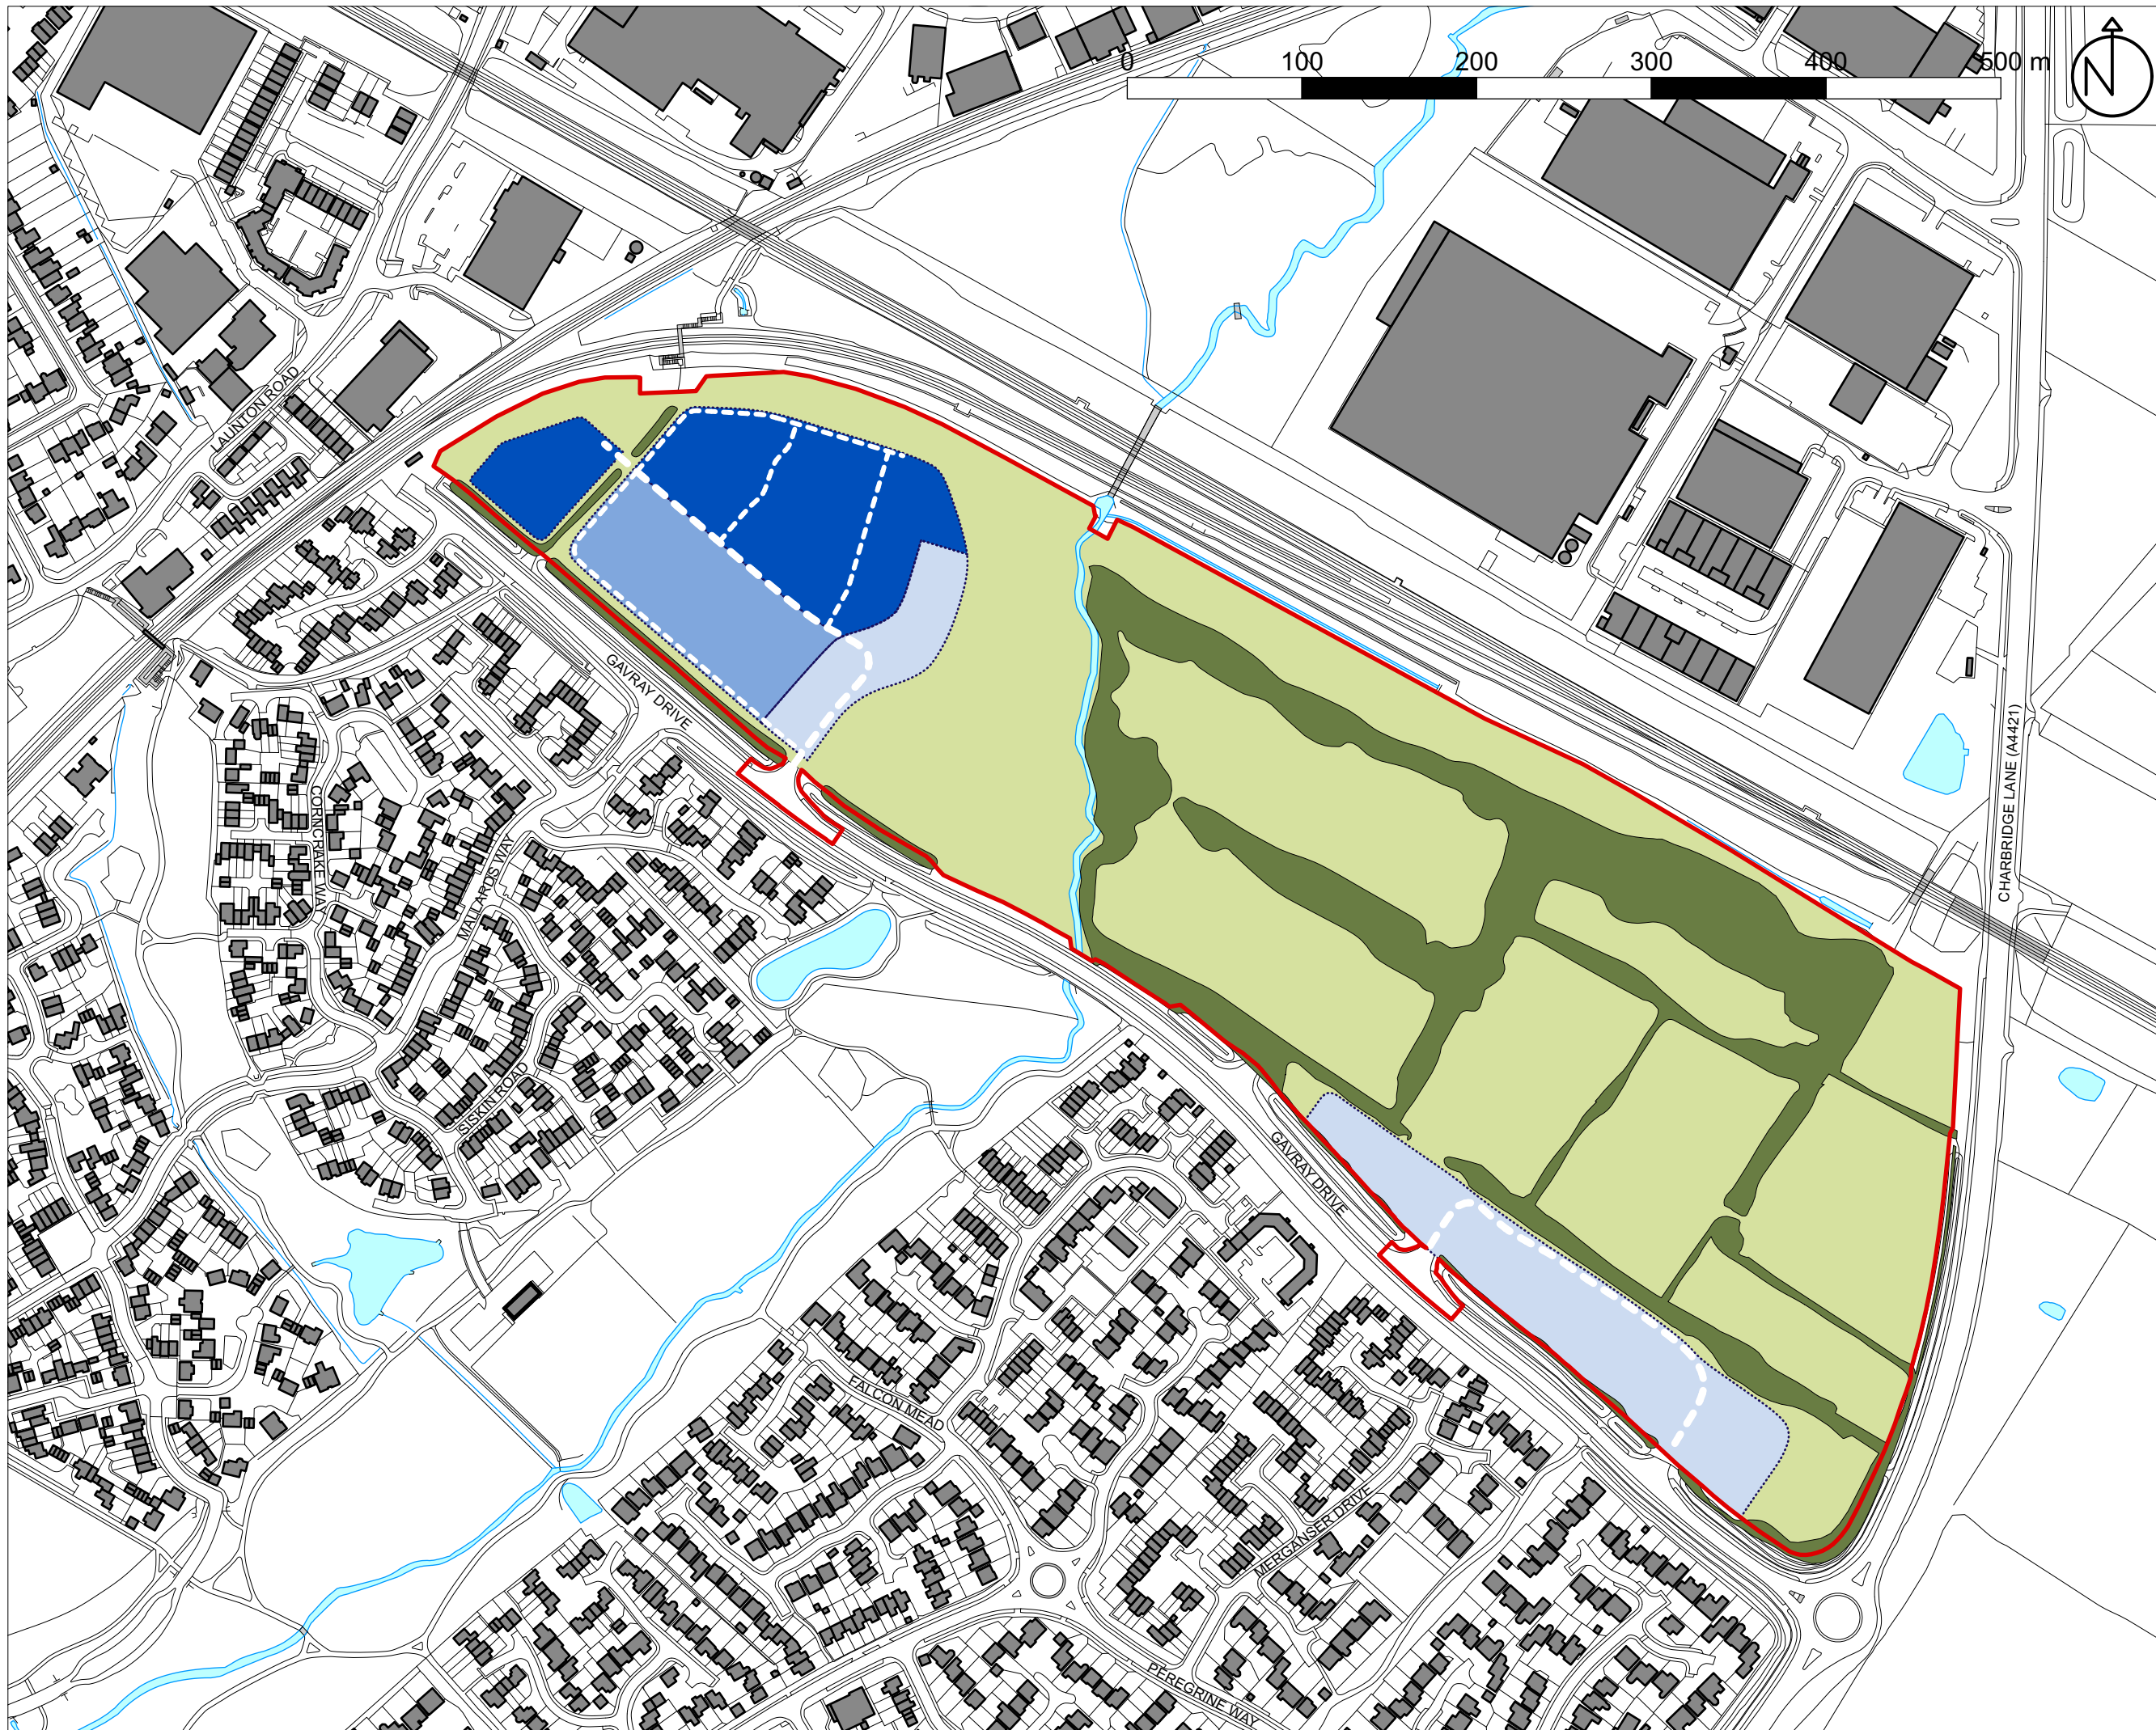 0 100 200 300 400 500 m
N
LAUNTON ROAD
GAVRAY DRIVE
CHARBRIDGE LANE (A4421)
CORNCRAKE WAY
MALLARDS WAY
SISKIN ROAD
GAVRAY DRIVE
FALCON MEAD
MERGANSER DRIVE
PEREGRINE WAY